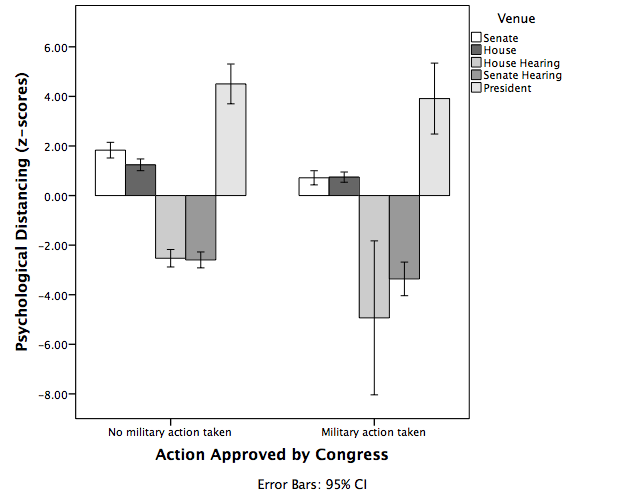 Venue
Senate
House
House Hearing
Senate Hearing
President
Psychological Distancing (z-scores)
6.00
4.00
2.00
0.00
-2.00
-4.00
-6.00
-8.00
No military action taken
Military action taken
Action Approved by Congress
Error Bars: 95% CI